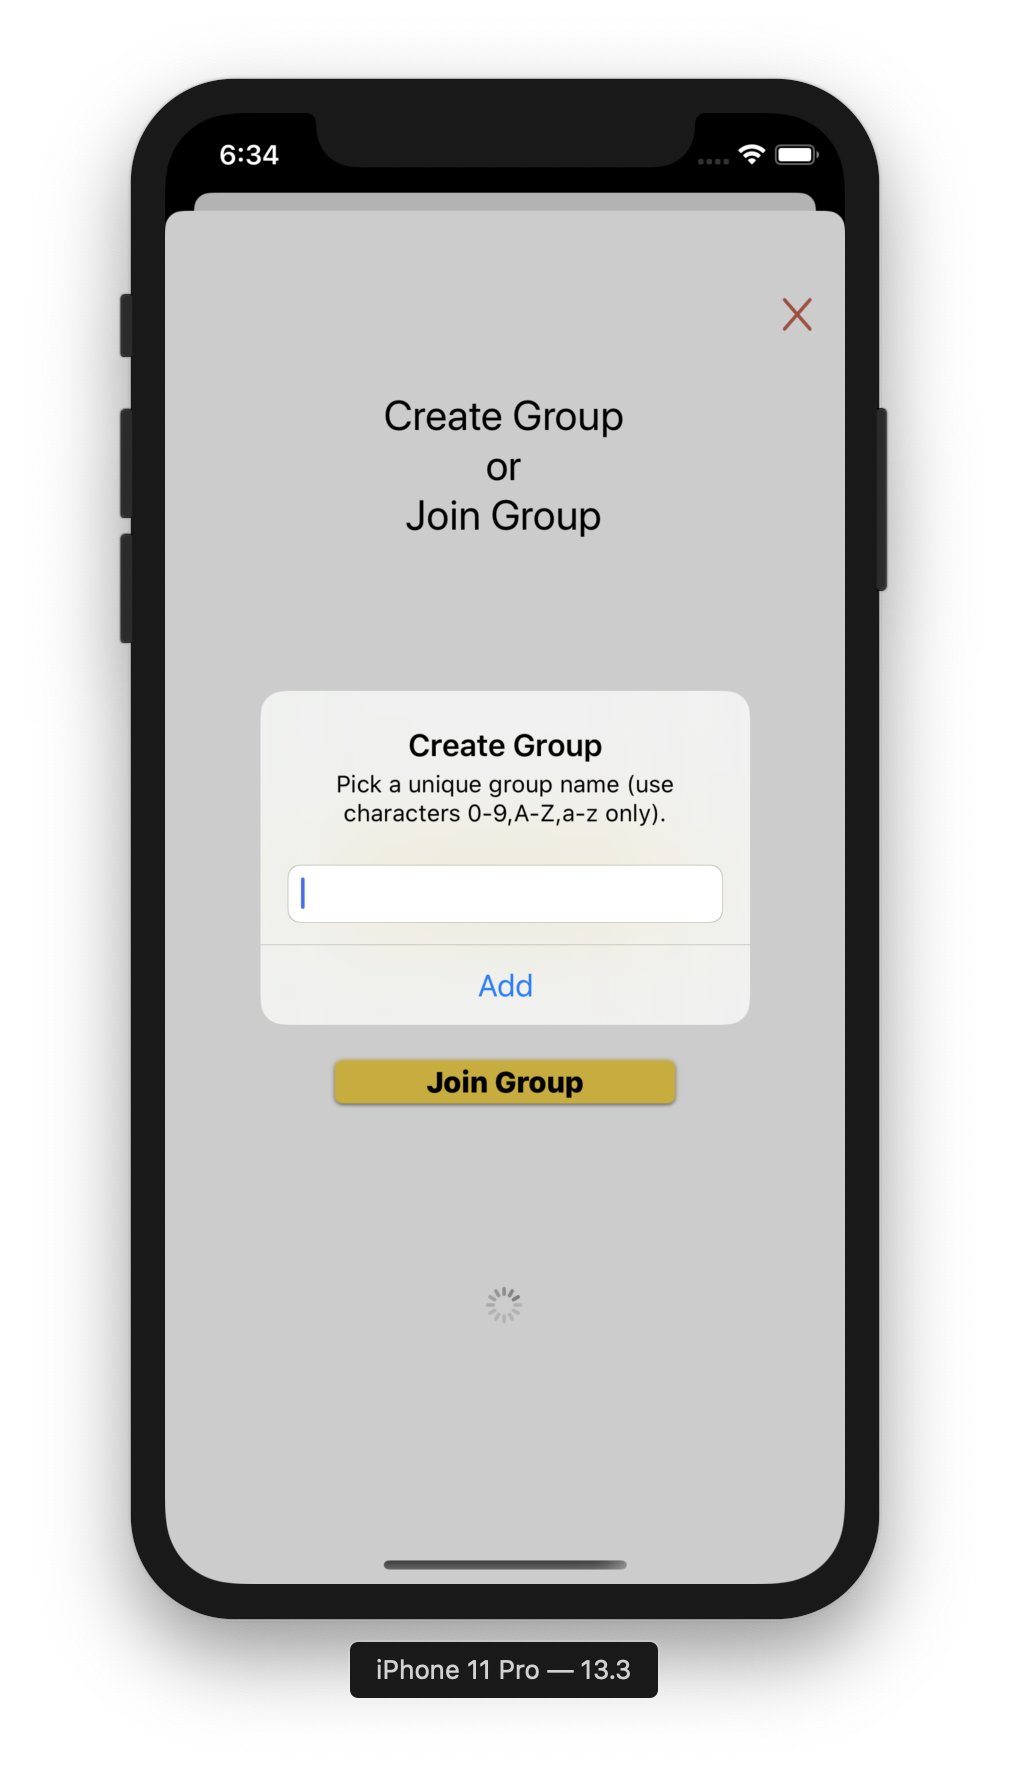 6:34
Create Group
or
Join Group
Create Group
Pick a unique group name (use
characters 0-9,A-Z,a-z only).
Add
Join Group
iPhone 11 Pro — 13.3